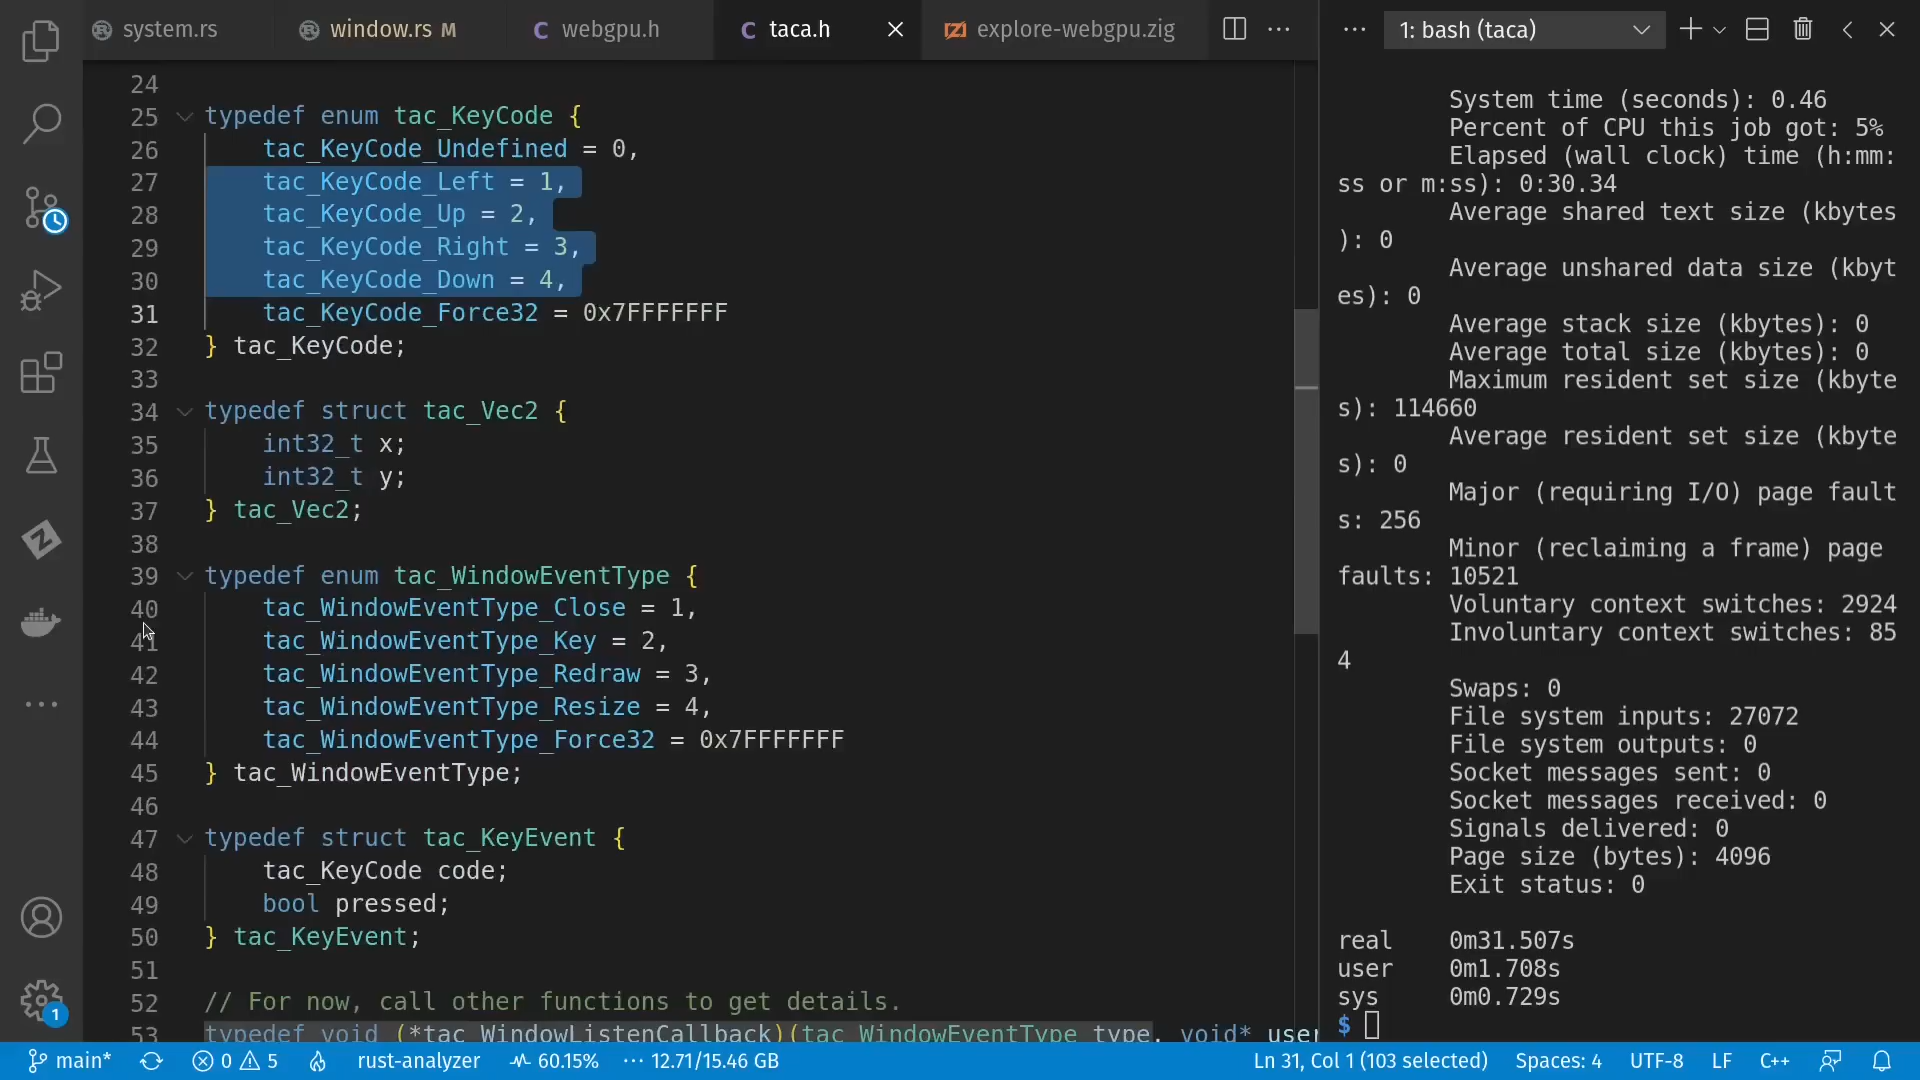 system.rs
window.rs M
webgpu.h
taca.h
explore-webgpu.zig
1: bash (taca)
24
25 typedef enum tac_KeyCode {
26 tac_KeyCode_Undefined = 0,
27 tac_KeyCode_Left = 1,
28 tac_KeyCode_Up = 2,
29 tac_KeyCode_Right = 3,
30 tac_KeyCode_Down = 4,
31 tac_KeyCode_Force32 = 0x7FFFFFFF
32 } tac_KeyCode;
33
34 typedef struct tac_Vec2 {
35 int32_t x;
36 int32_t y;
37 } tac_Vec2;
38
39 typedef enum tac_WindowEventType {
40 tac_WindowEventType_Close = 1,
41 tac_WindowEventType_Key = 2,
42 tac_WindowEventType_Redraw = 3,
43 tac_WindowEventType_Resize = 4,
44 tac_WindowEventType_Force32 = 0x7FFFFFFF
45 } tac_WindowEventType;
46
47 typedef struct tac_KeyEvent {
48 tac_KeyCode code;
49 bool pressed;
50 } tac_KeyEvent;
51
52 // For now, call other functions to get details.
53 typedef void (*tac_WindowListenCallback)(tac_WindowEventType type, void* user
System time (seconds): 0.46
Percent of CPU this job got: 5%
Elapsed (wall clock) time (h:mm:
ss or m:ss): 0:30.34
Average shared text size (kbytes
): 0
Average unshared data size (kbyt
es): 0
Average stack size (kbytes): 0
Average total size (kbytes): 0
Maximum resident set size (kbyte
s): 114660
Average resident set size (kbyte
s): 0
Major (requiring I/O) page fault
s: 256
Minor (reclaiming a frame) page
faults: 10521
Voluntary context switches: 2924
Involuntary context switches: 85
4
Swaps: 0
File system inputs: 27072
File system outputs: 0
Socket messages sent: 0
Socket messages received: 0
Signals delivered: 0
Page size (bytes): 4096
Exit status: 0
real 0m31.507s
user 0m1.708s
sys 0m0.729s
$
1
main* 0 5 rust-analyzer 60.15% 12.71/15.46 GB Ln 31, Col 1 (103 selected) Spaces: 4 UTF-8 LF C++